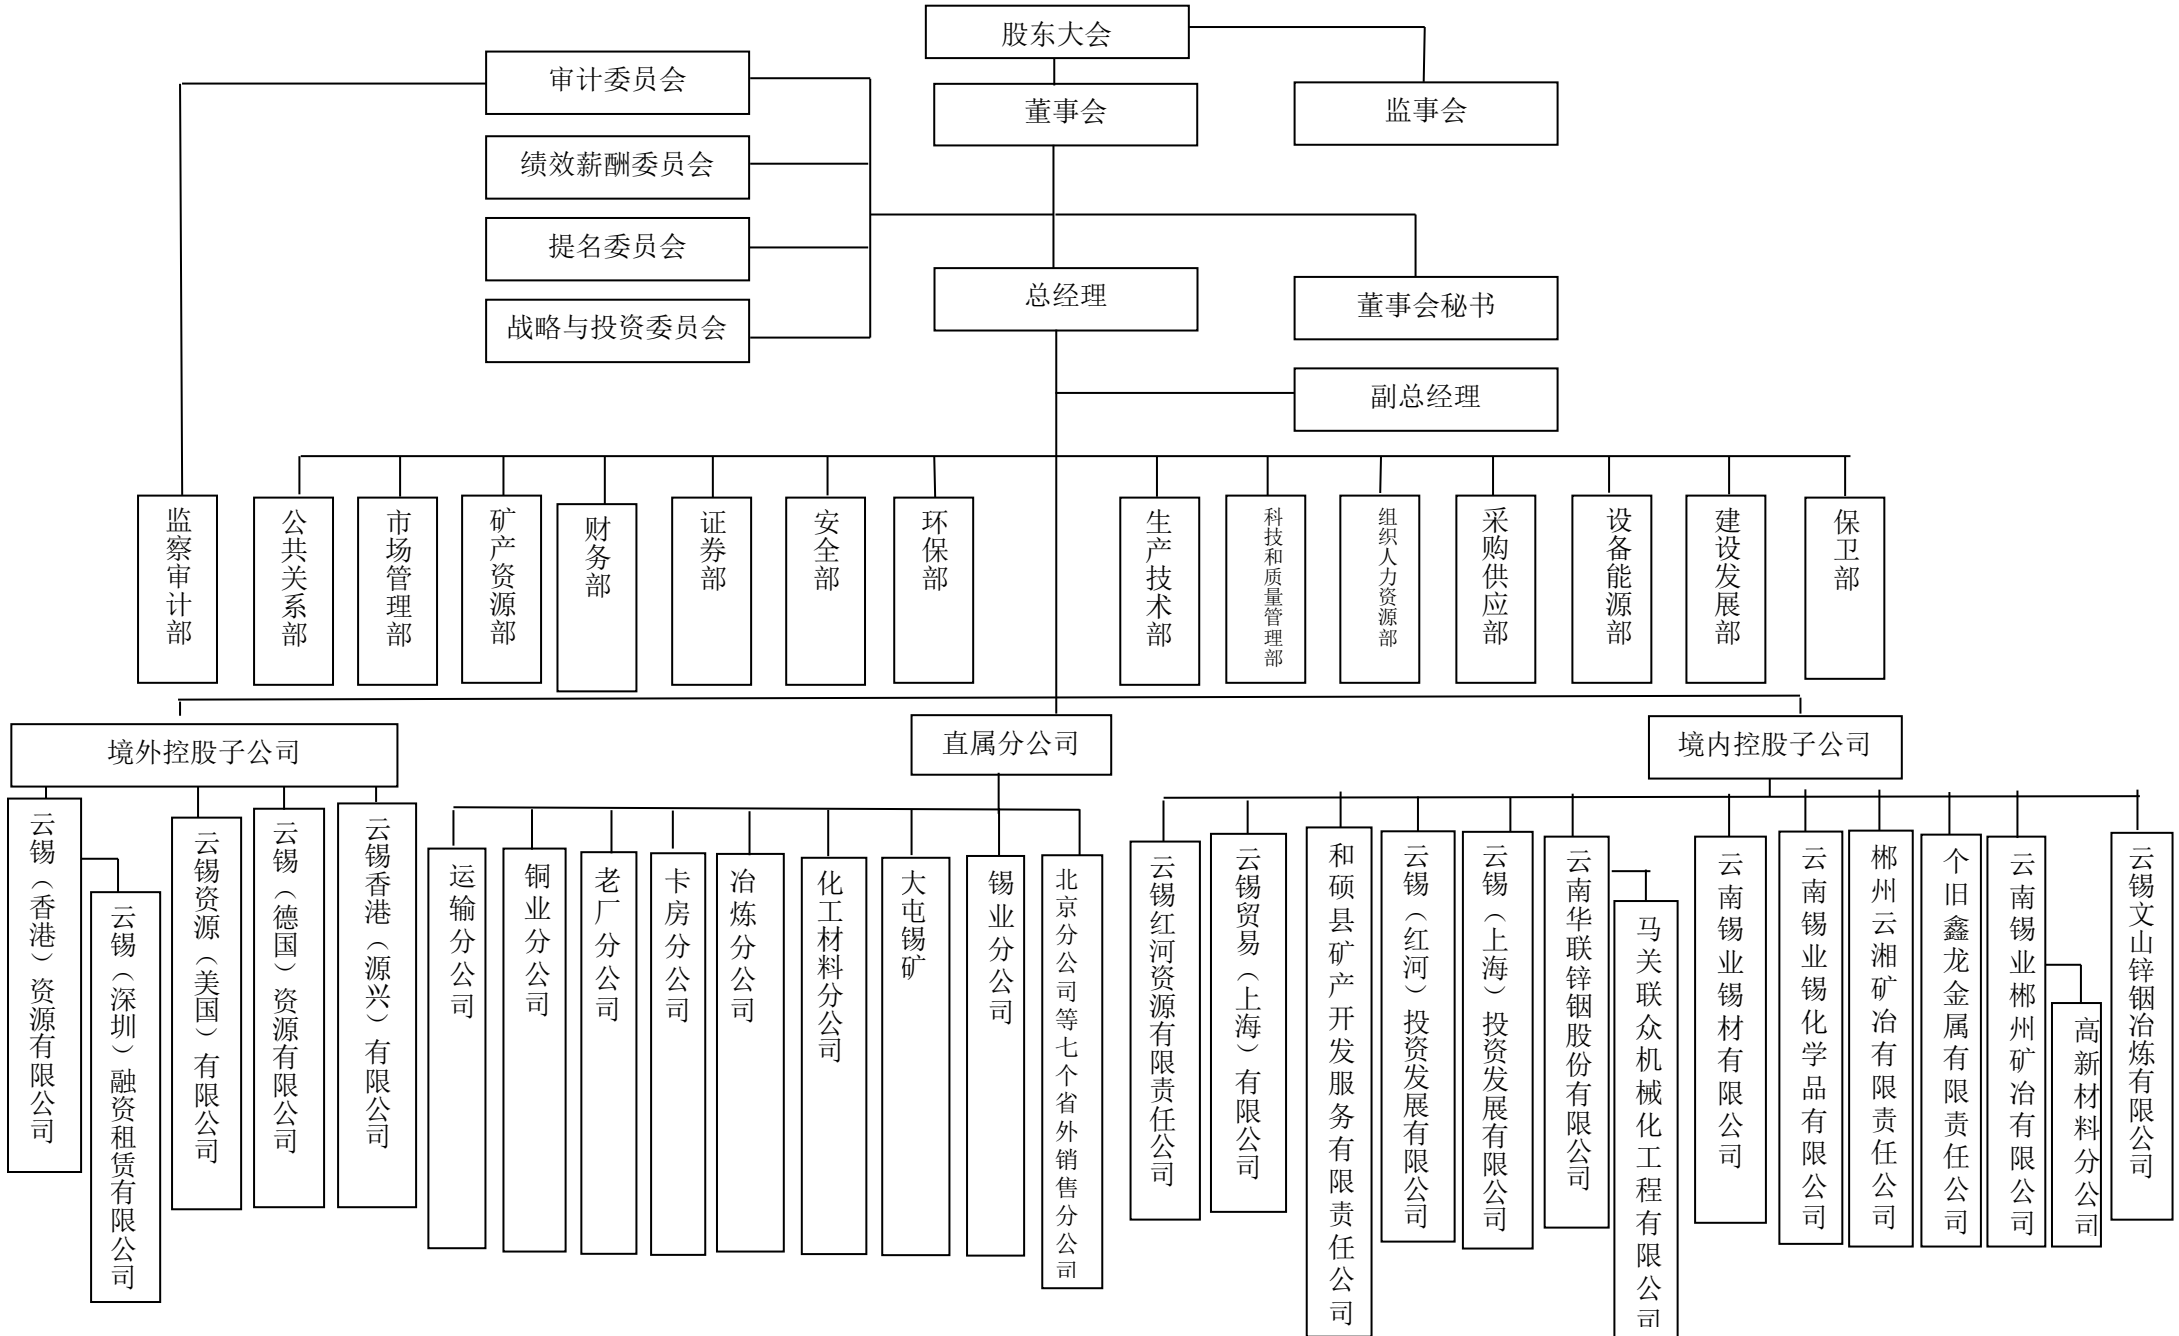 股东大会
审计委员会
董事会
监事会
绩效薪酬委员会
提名委员会
总经理
董事会秘书
战略与投资委员会
副总经理
监察审计部
公共关系部
市场管理部
矿产资源部
财务部
证券部
安全部
环保部
生产技术部
科技和质量管理部
组织人力资源部
采购供应部
设备能源部
建设发展部
保卫部
境外控股子公司
直属分公司
境内控股子公司
云锡（香港）资源有限公司
云锡（深圳）融资租赁有限公司
云锡资源（美国）有限公司
云锡（德国）资源有限公司
云锡香港（源兴）有限公司
运输分公司
铜业分公司
老厂分公司
卡房分公司
冶炼分公司
化工材料分公司
大屯锡矿
锡业分公司
北京分公司等七个省外销售分公司
云锡红河资源有限责任公司
云锡贸易（上海）有限公司
和硕县矿产开发服务有限责任公司
云锡（红河）投资发展有限公司
云锡（上海）投资发展有限公司
云南华联锌铟股份有限公司
马关联众机械化工程有限公司
云南锡业锡材有限公司
云南锡业锡化学品有限公司
郴州云湘矿冶有限责任公司
个旧鑫龙金属有限责任公司
云南锡业郴州矿冶有限公司
高新材料分公司
云锡文山锌铟冶炼有限公司